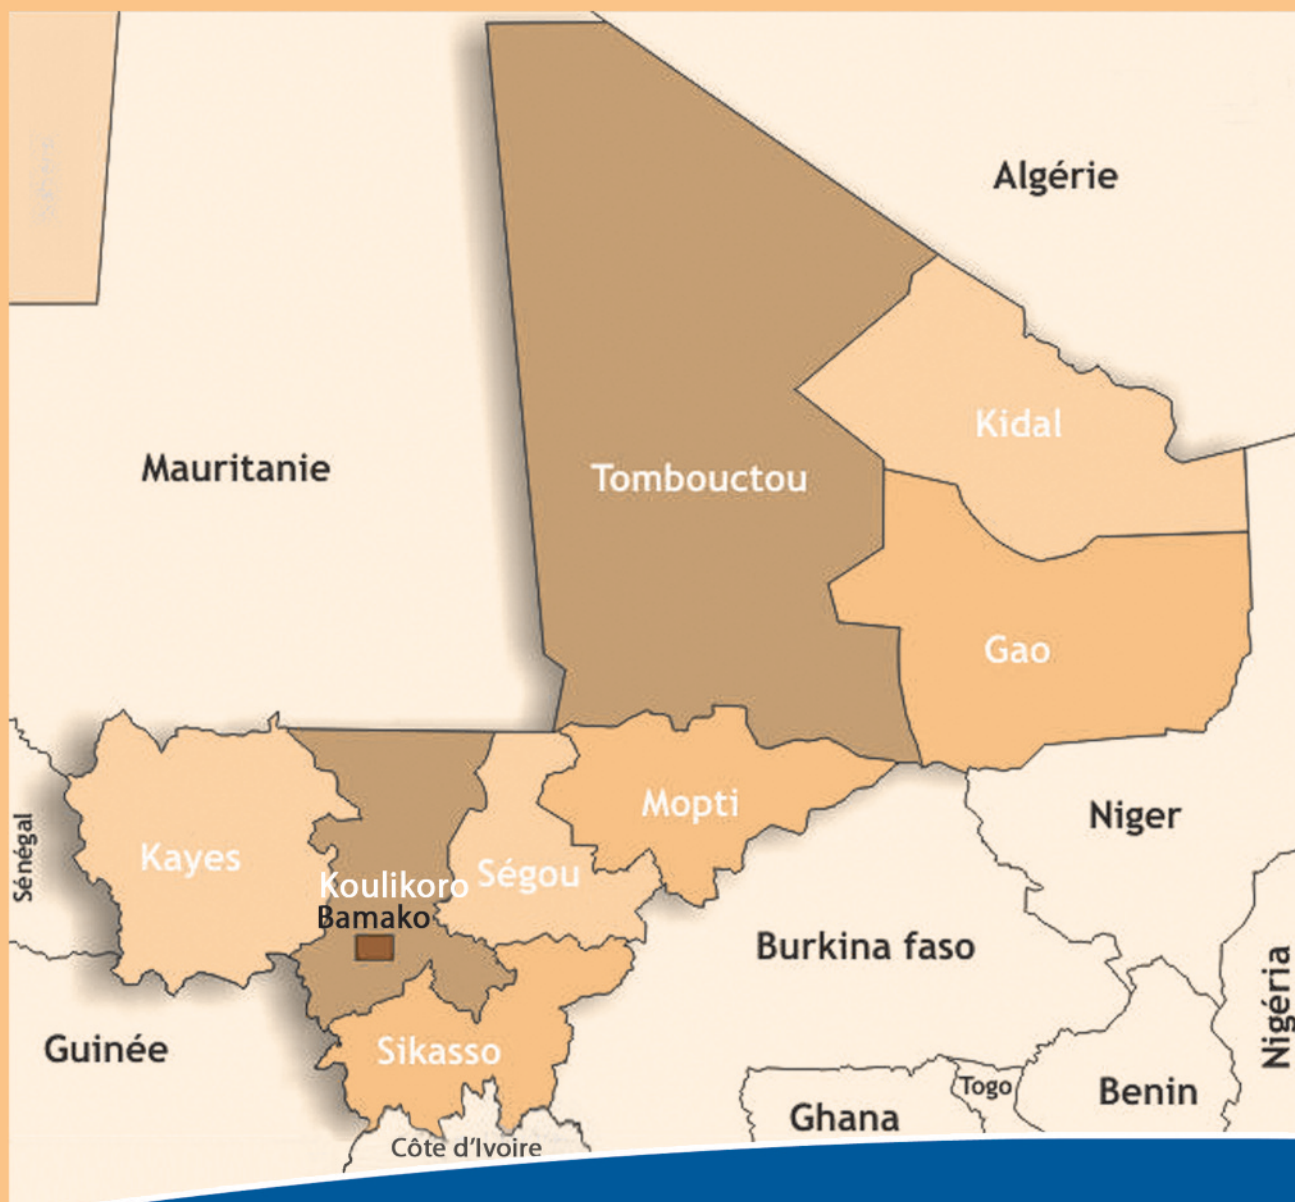 Algérie
Kidal
Mauritanie
Tombouctou
Gao
Mopti
Niger
Sénégal
Kayes
Ségou
Koulikoro
Bamako
Burkina faso
Nigéria
Guinée
Sikasso
Togo
Benin
Ghana
Côte d'Ivoire